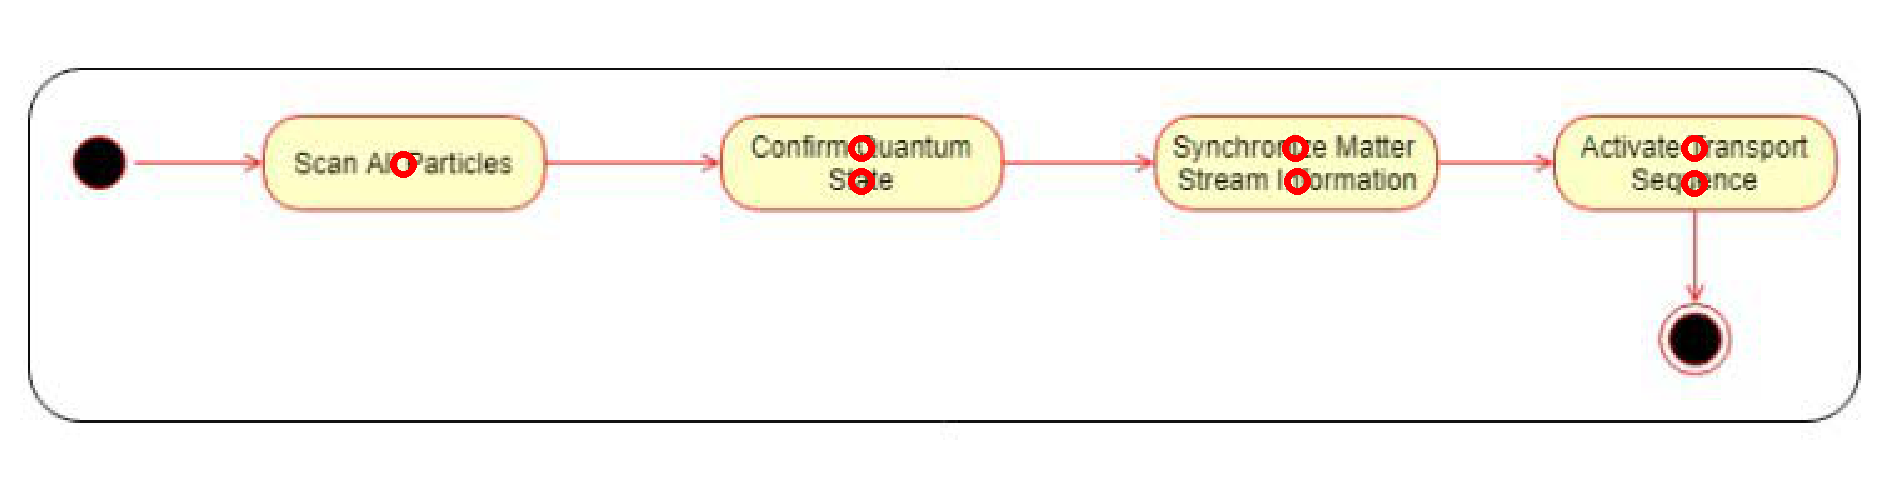 Scan All Particles
Confirm Quantum
State
Synchronize Matter
Stream Information
Activate Transport
Sequence